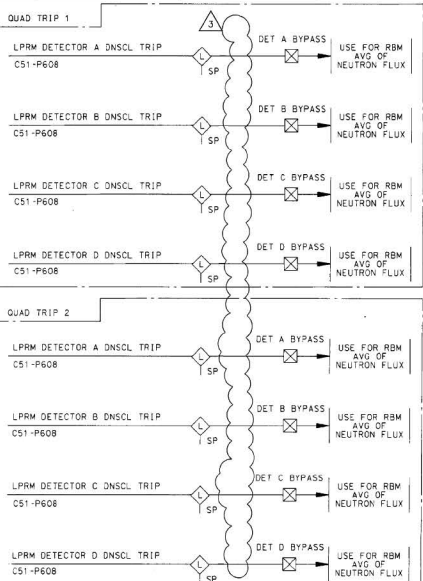 QUAD TRIP 1
3
LPRM DETECTOR A DNSCL TRIP
C51-P608
L
SP
DET A BYPASS
USE FOR RBM
AVG OF
NEUTRON FLUX
LPRM DETECTOR B DNSCL TRIP
C51-P608
L
SP
DET B BYPASS
USE FOR RBM
AVG OF
NEUTRON FLUX
LPRM DETECTOR C DNSCL TRIP
C51-P608
L
SP
DET C BYPASS
USE FOR RBM
AVG OF
NEUTRON FLUX
LPRM DETECTOR D DNSCL TRIP
C51-P608
L
SP
DET D BYPASS
USE FOR RBM
AVG OF
NEUTRON FLUX
QUAD TRIP 2
LPRM DETECTOR A DNSCL TRIP
C51-P608
L
SP
DET A BYPASS
USE FOR RBM
AVG OF
NEUTRON FLUX
LPRM DETECTOR B DNSCL TRIP
C51-P608
L
SP
DET B BYPASS
USE FOR RBM
AVG OF
NEUTRON FLUX
LPRM DETECTOR C DNSCL TRIP
C51-P608
L
SP
DET C BYPASS
USE FOR RBM
AVG OF
NEUTRON FLUX
LPRM DETECTOR D DNSCL TRIP
C51-P608
L
SP
DET D BYPASS
USE FOR RBM
AVG OF
NEUTRON FLUX